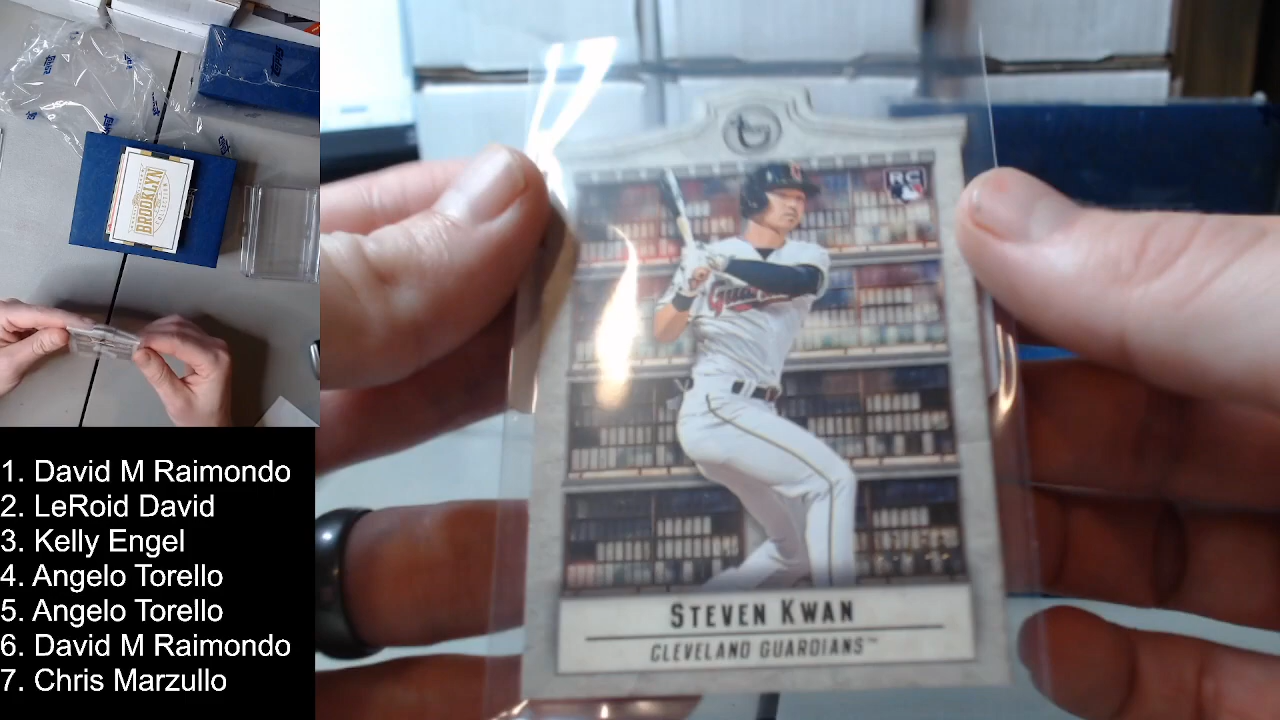 BROOKLYN
RC
Guardians
STEVEN KWAN
CLEVELAND GUARDIANS™
1. David M Raimondo
2. LeRoid David
3. Kelly Engel
4. Angelo Torello
5. Angelo Torello
6. David M Raimondo
7. Chris Marzullo